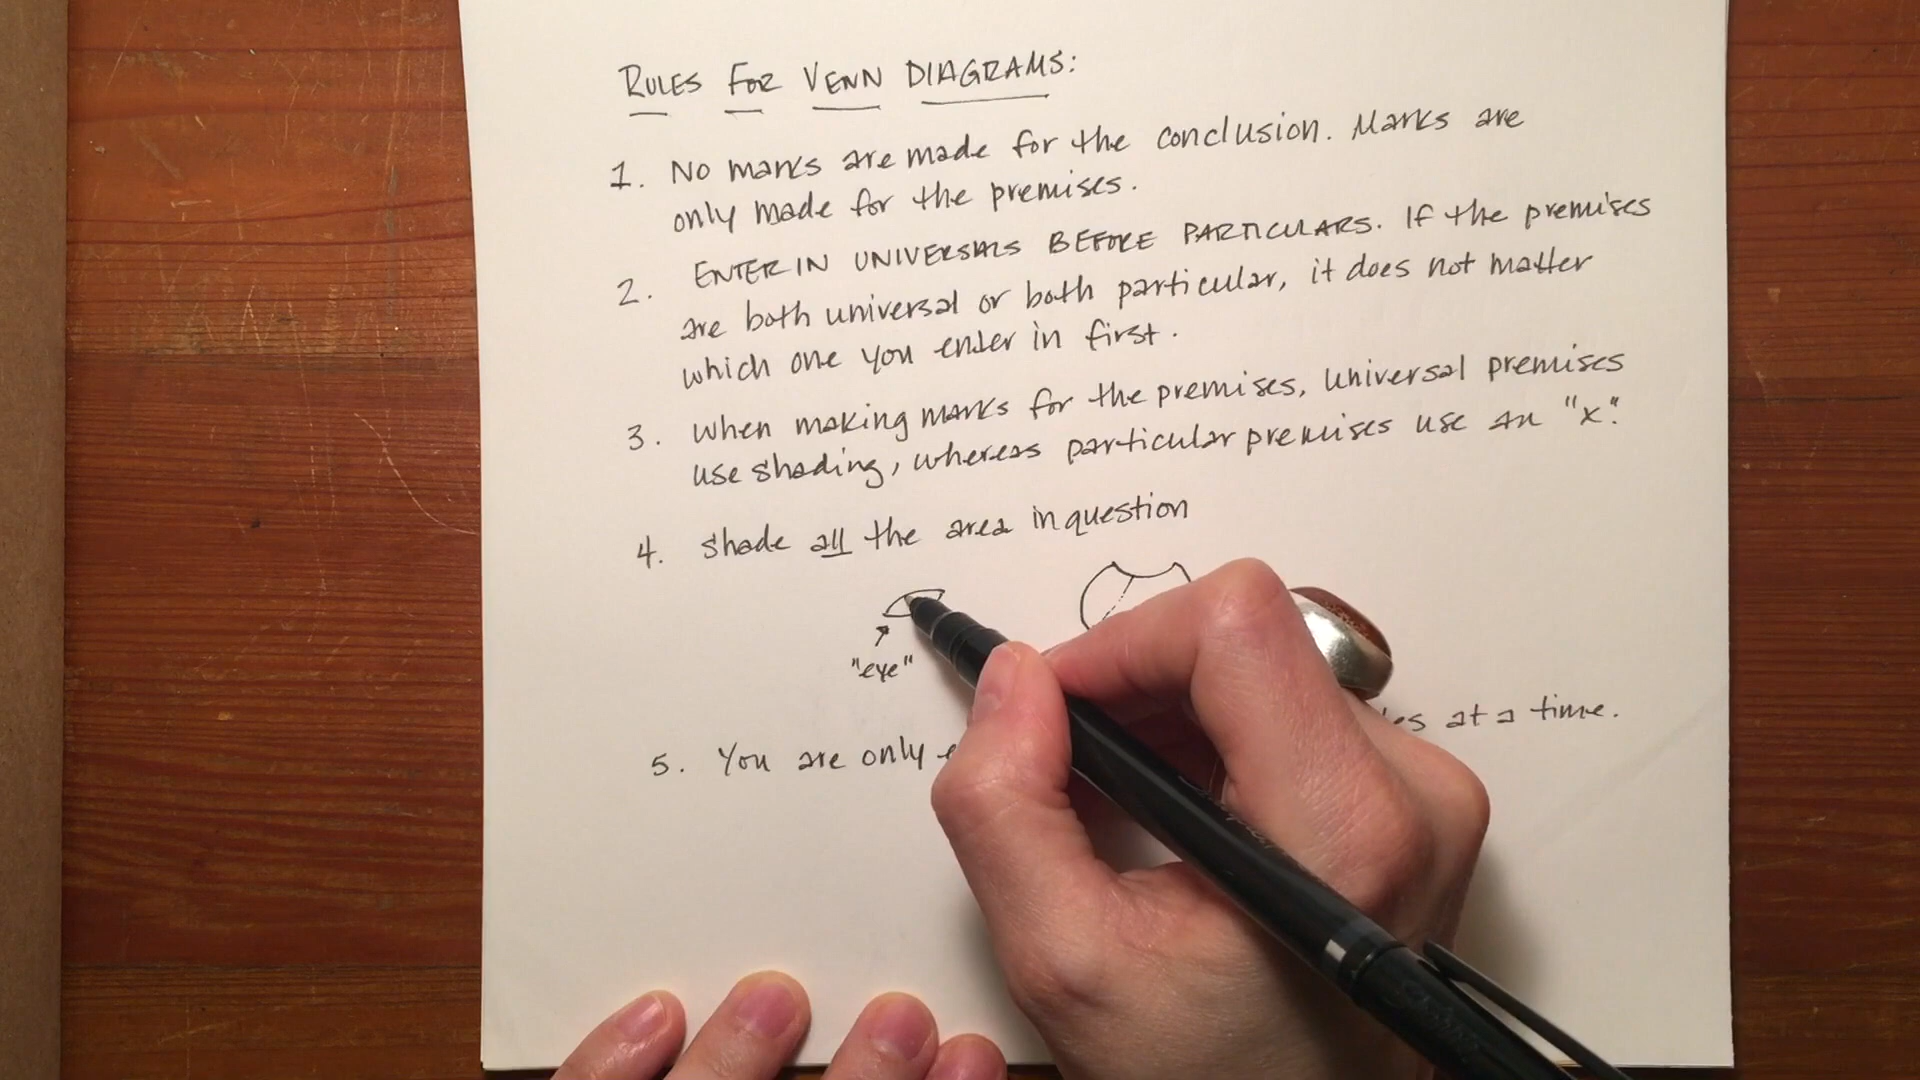 RULES FOR VENN DIAGRAMS:
1. No marks are made for the conclusion. Marks are
only made for the premises.
2. ENTER IN UNIVERSALS BEFORE PARTICULARS. If the premises
are both universal or both particular, it does not matter
which one you enter in first.
3. When making marks for the premises, universal premises
use shading, whereas particular premises use an "x."
4. Shade all the area in question
"eye"
5. You are only at a time.